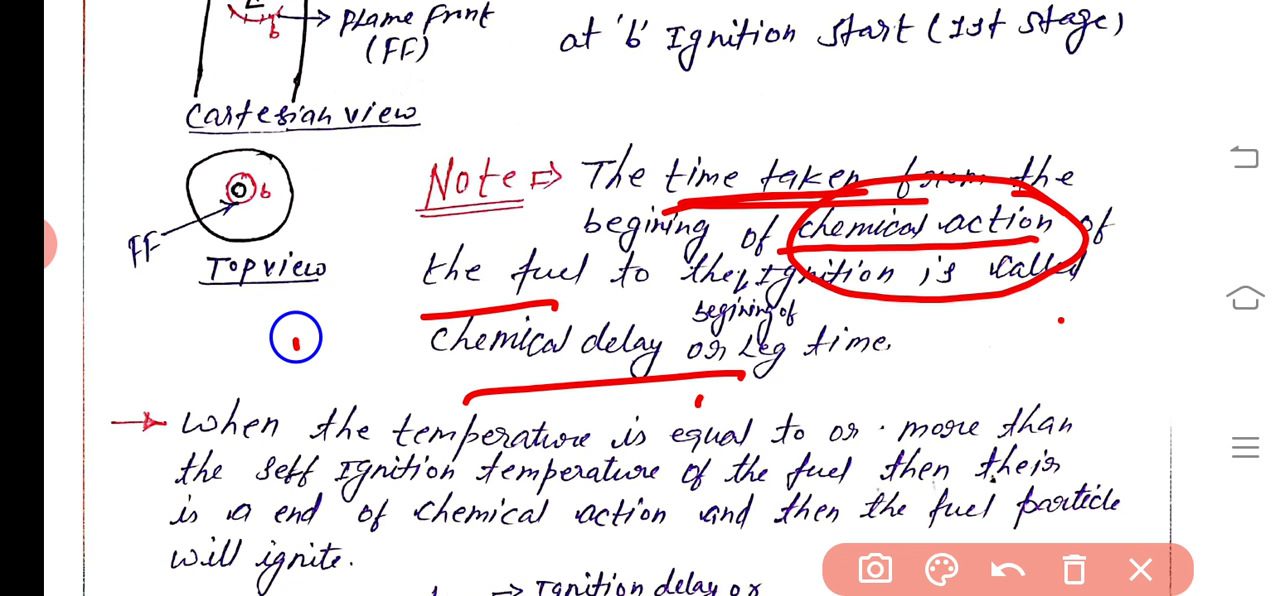 b → Flame Front
(FF)
at 'b' Ignition start (1st stage)
Cartesian view
b
FF
Top view
Note ⇒ The time taken from the
begining of chemical action of
the fuel to the, Ignition is called
begining of
chemical delay or Leg time.
→ When the temperature is equal to or more than
the self Ignition temperature of the fuel then their
is a end of chemical action and then the fuel particle
will ignite.
→ Ignition delay or